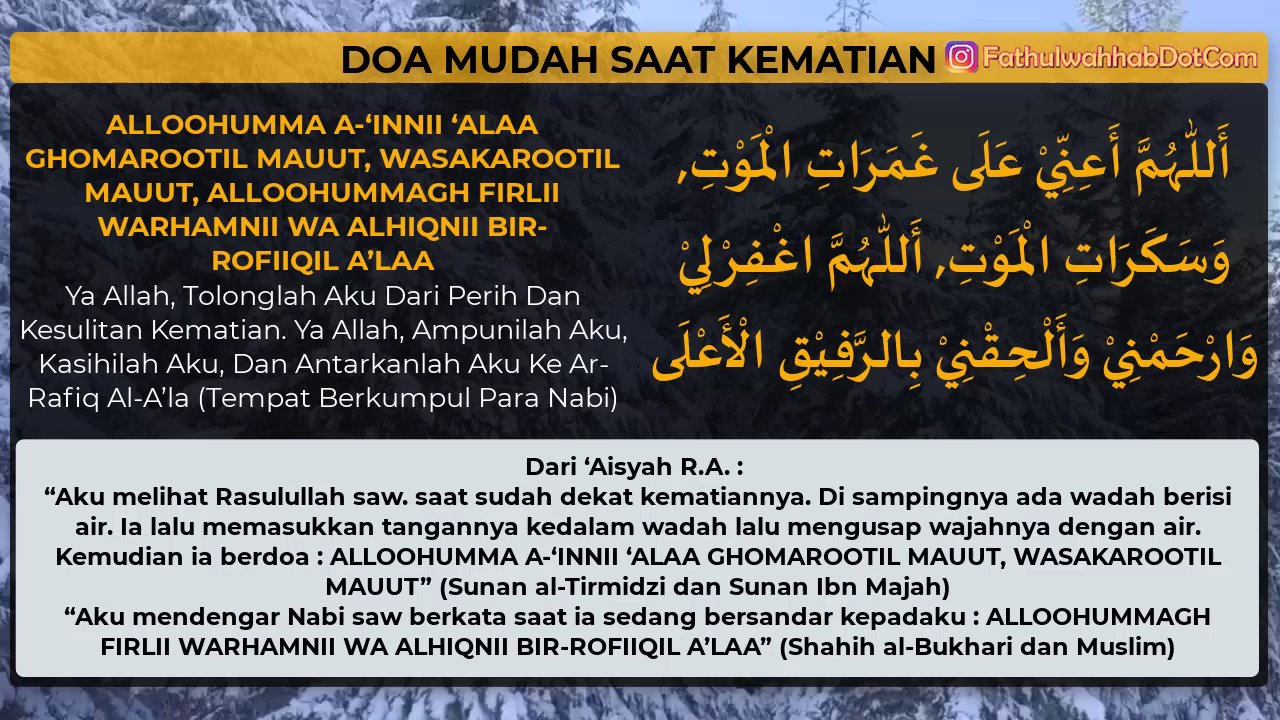 DOA MUDAH SAAT KEMATIAN
FathulwahhabDotCom
ALLOOHUMMA A-‘INNII ‘ALAA
GHOMAROOTIL MAUUT, WASAKAROOTIL
MAUUT, ALLOOHUMMAGH FIRLII
WARHAMNII WA ALHIQNII BIR-
ROFIIQIL A’LAA
Ya Allah, Tolonglah Aku Dari Perih Dan
Kesulitan Kematian. Ya Allah, Ampunilah Aku,
Kasihilah Aku, Dan Antarkanlah Aku Ke Ar-
Rafiq Al-A’la (Tempat Berkumpul Para Nabi)
أَللّٰهُمَّ أَعِنِّيْ عَلَى غَمَرَاتِ الْمَوْتِ,
وَسَكَرَاتِ الْمَوْتِ, أَللّٰهُمَّ اغْفِرْلِيْ
وَارْحَمْنِيْ وَأَلْحِقْنِيْ بِالرَّفِيْقِ الْأَعْلَى
Dari ‘Aisyah R.A. :
“Aku melihat Rasulullah saw. saat sudah dekat kematiannya. Di sampingnya ada wadah berisi
air. Ia lalu memasukkan tangannya kedalam wadah lalu mengusap wajahnya dengan air.
Kemudian ia berdoa : ALLOOHUMMA A-‘INNII ‘ALAA GHOMAROOTIL MAUUT, WASAKAROOTIL
MAUUT” (Sunan al-Tirmidzi dan Sunan Ibn Majah)
“Aku mendengar Nabi saw berkata saat ia sedang bersandar kepadaku : ALLOOHUMMAGH
FIRLII WARHAMNII WA ALHIQNII BIR-ROFIIQIL A’LAA” (Shahih al-Bukhari dan Muslim)